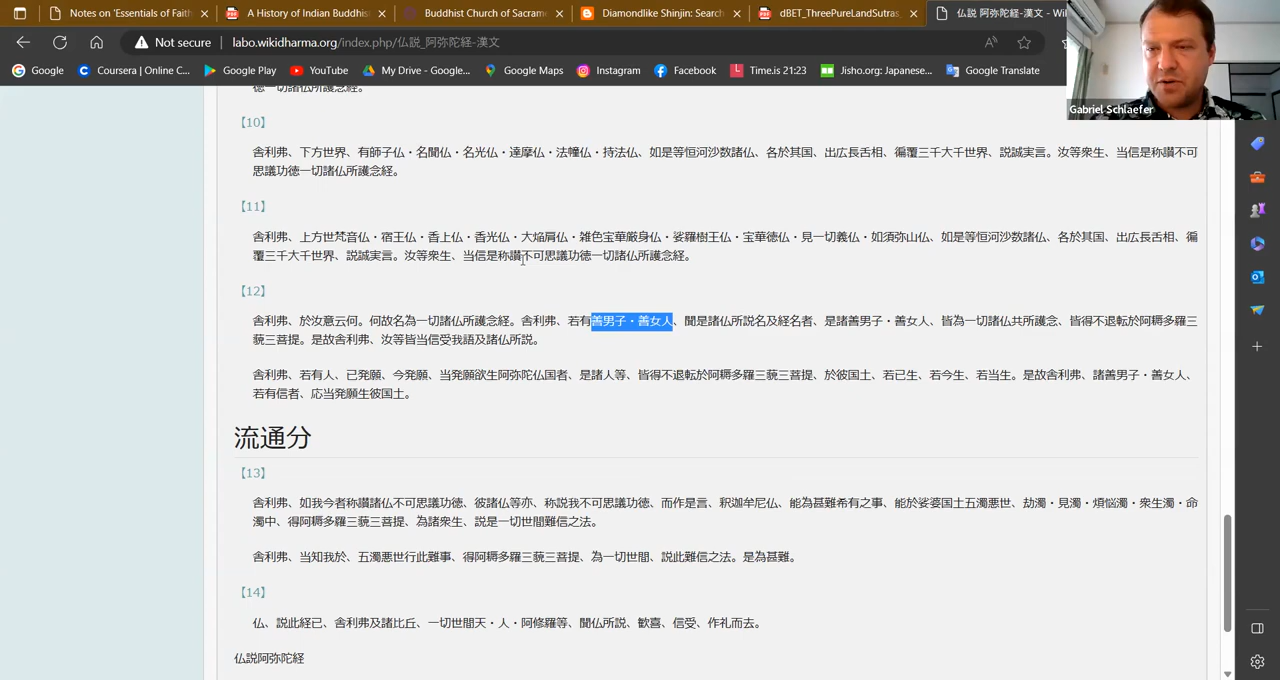 Notes on 'Essentials of Faith
A History of Indian Buddhis
Buddhist Church of Sacrame
Diamondlike Shinjin: Search
dBET_ThreePureLandSutras_
仏説 阿弥陀経-漢文 - Wi
Not secure
labo.wikidharma.org/index.php/仏説_阿弥陀経-漢文
Google
Coursera | Online C...
Google Play
YouTube
My Drive - Google...
Google Maps
Instagram
Facebook
Time.is 21:23
Jisho.org: Japanese...
Google Translate
Gabriel Schlaefer
徳一切諸仏所護念経。
【10】
舎利弗、下方世界、有師子仏・名聞仏・名光仏・達摩仏・法幢仏・持法仏、如是等恒河沙数諸仏、各於其国、出広長舌相、徧覆三千大千世界、説誠実言。汝等衆生、当信是称讃不可
思議功徳一切諸仏所護念経。
【11】
舎利弗、上方世梵音仏・宿王仏・香上仏・香光仏・大焔肩仏・雑色宝華厳身仏・娑羅樹王仏・宝華徳仏・見一切義仏・如須弥山仏、如是等恒河沙数諸仏、各於其国、出広長舌相、徧
覆三千大千世界、説誠実言。汝等衆生、当信是称讃不可思議功徳一切諸仏所護念経。
【12】
舎利弗、於汝意云何。何故名為一切諸仏所護念経。舎利弗、若有善男子・善女人、聞是諸仏所説名及経名者、是諸善男子・善女人、皆為一切諸仏共所護念、皆得不退転於阿耨多羅三
藐三菩提。是故舎利弗、汝等皆当信受我語及諸仏所説。
舎利弗、若有人、已発願、今発願、当発願欲生阿弥陀仏国者、是諸人等、皆得不退転於阿耨多羅三藐三菩提、於彼国土、若已生、若今生、若当生。是故舎利弗、諸善男子・善女人、
若有信者、応当発願生彼国土。
流通分
【13】
舎利弗、如我今者称讃諸仏不可思議功徳、彼諸仏等亦、称説我不可思議功徳、而作是言、釈迦牟尼仏、能為甚難希有之事、能於娑婆国土五濁悪世、劫濁・見濁・煩悩濁・衆生濁・命
濁中、得阿耨多羅三藐三菩提、為諸衆生、説是一切世間難信之法。
舎利弗、当知我於、五濁悪世行此難事、得阿耨多羅三藐三菩提、為一切世間、説此難信之法。是為甚難。
【14】
仏、説此経已、舎利弗及諸比丘、一切世間天・人・阿修羅等、聞仏所説、歓喜、信受、作礼而去。
仏説阿弥陀経